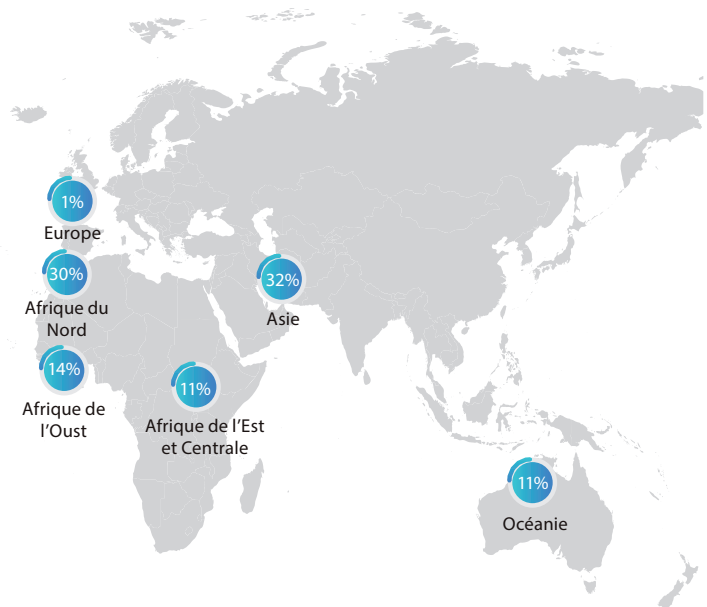 1%
Europe
30%
Afrique du
Nord
14%
Afrique de
l'Oust
11%
Afrique de l'Est
et Centrale
32%
Asie
11%
Océanie